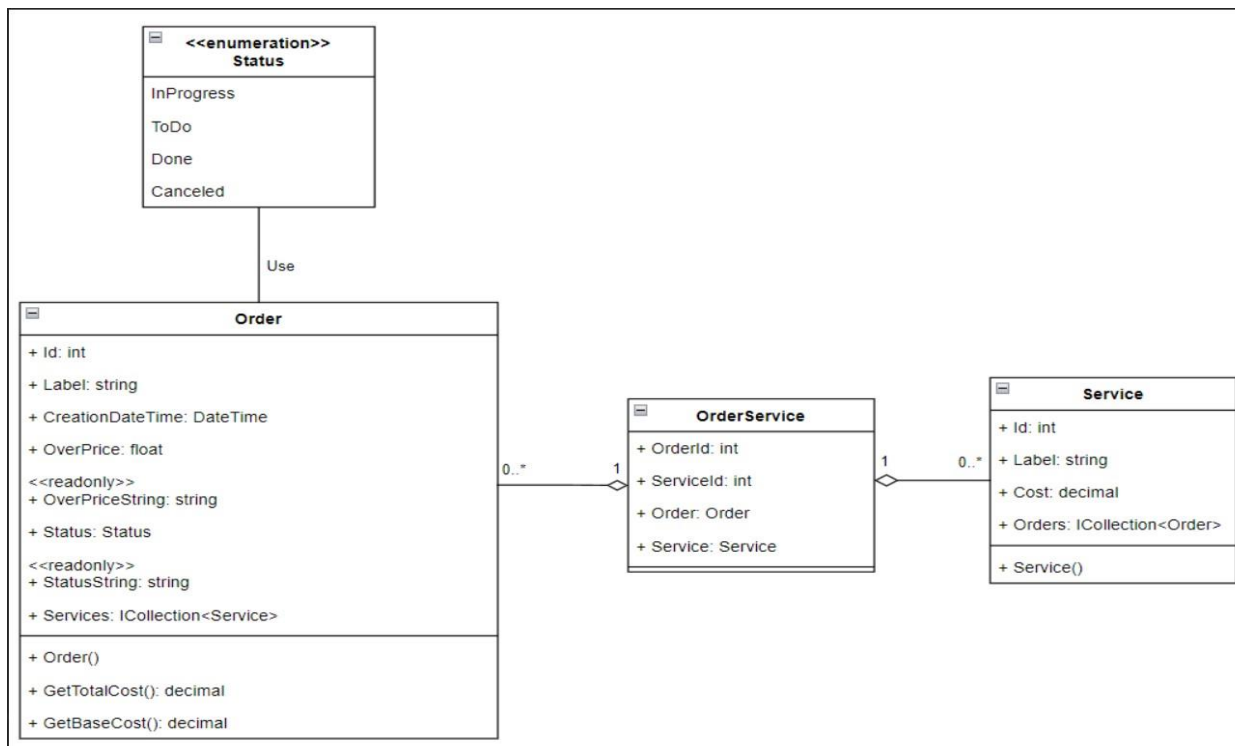 <<enumeration>>
Status
InProgress
ToDo
Done
Canceled
Use
Order
+ Id: int
+ Label: string
+ CreationDateTime: DateTime
+ OverPrice: float
<<readonly>>
+ OverPriceString: string
+ Status: Status
<<readonly>>
+ StatusString: string
+ Services: ICollection<Service>
+ Order()
+ GetTotalCost(): decimal
+ GetBaseCost(): decimal
0..*
1
OrderService
+ OrderId: int
+ ServiceId: int
+ Order: Order
+ Service: Service
1
0..*
Service
+ Id: int
+ Label: string
+ Cost: decimal
+ Orders: ICollection<Order>
+ Service()